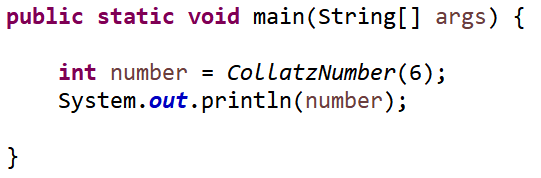 public static void main(String[] args) {
int number = CollatzNumber(6);
System.out.println(number);
}